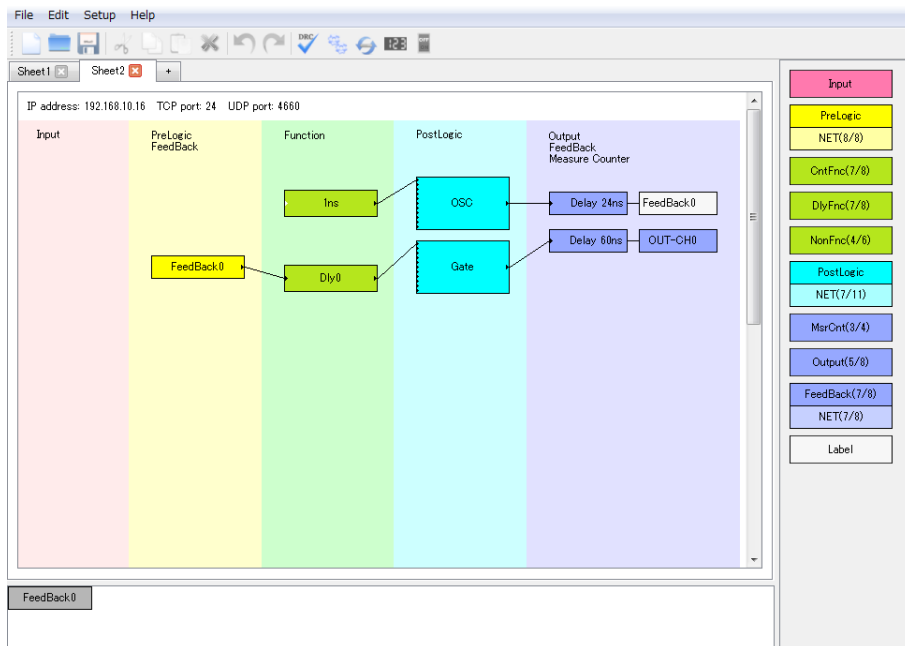 File Edit Setup Help
DRC
123
OFF
Sheet1 Sheet2 +
IP address: 192.168.10.16 TCP port: 24 UDP port: 4660
Input
PreLogic
FeedBack
Function
PostLogic
Output
FeedBack
Measure Counter
1ns
OSC
Delay 24ns
FeedBack0
FeedBack0
Dly0
Gate
Delay 60ns
OUT-CH0
Input
PreLogic
NET(8/8)
CntFnc(7/8)
DlyFnc(7/8)
NonFnc(4/6)
PostLogic
NET(7/11)
MsrCnt(3/4)
Output(5/8)
FeedBack(7/8)
NET(7/8)
Label
FeedBack0